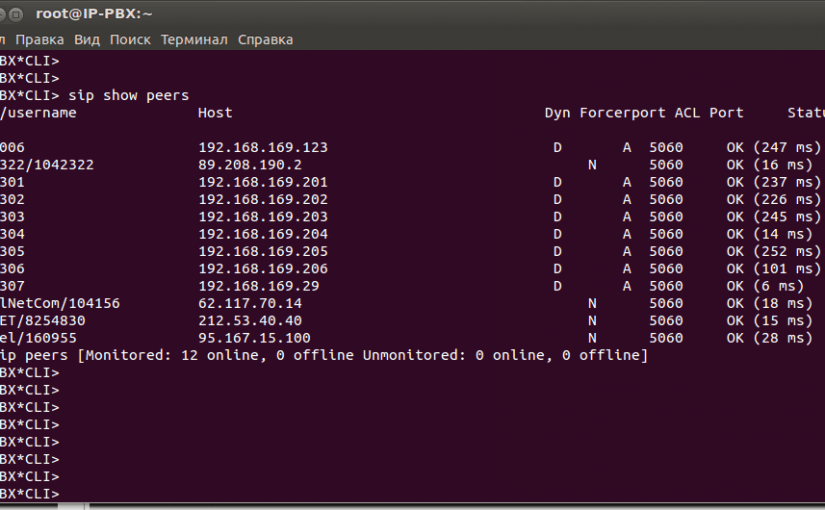 root@IP-PBX:~
л Правка Вид Поиск Терминал Справка
BX*CLI>
BX*CLI>
BX*CLI> sip show peers
/username Host Dyn Forcerport ACL Port Statu
006 192.168.169.123 D A 5060 OK (247 ms)
322/1042322 89.208.190.2 N 5060 OK (16 ms)
301 192.168.169.201 D A 5060 OK (237 ms)
302 192.168.169.202 D A 5060 OK (226 ms)
303 192.168.169.203 D A 5060 OK (245 ms)
304 192.168.169.204 D A 5060 OK (14 ms)
305 192.168.169.205 D A 5060 OK (252 ms)
306 192.168.169.206 D A 5060 OK (101 ms)
307 192.168.169.29 D A 5060 OK (6 ms)
lNetCom/104156 62.117.70.14 N 5060 OK (18 ms)
ET/8254830 212.53.40.40 N 5060 OK (15 ms)
el/160955 95.167.15.100 N 5060 OK (28 ms)
ip peers [Monitored: 12 online, 0 offline Unmonitored: 0 online, 0 offline]
BX*CLI>
BX*CLI>
BX*CLI>
BX*CLI>
BX*CLI>
BX*CLI>
BX*CLI>
BX*CLI>